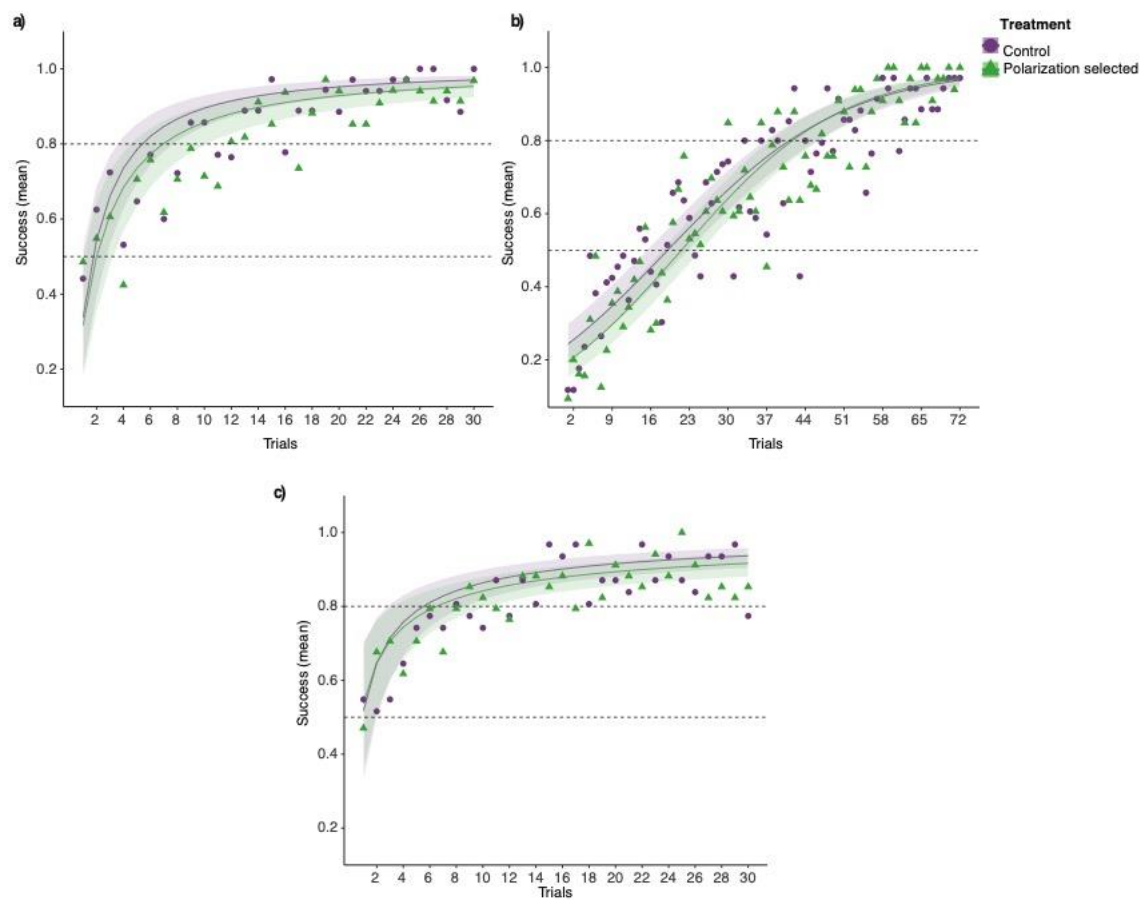 a)
b)
Treatment
Control
Polarization selected
Success (mean)
1.0
0.8
0.6
0.4
0.2
2 4 6 8 10 12 14 16 18 20 22 24 26 28 30
Trials
Success (mean)
1.0
0.8
0.6
0.4
0.2
2 9 16 23 30 37 44 51 58 65 72
Trials
c)
Success (mean)
1.0
0.8
0.6
0.4
0.2
2 4 6 8 10 12 14 16 18 20 22 24 26 28 30
Trials